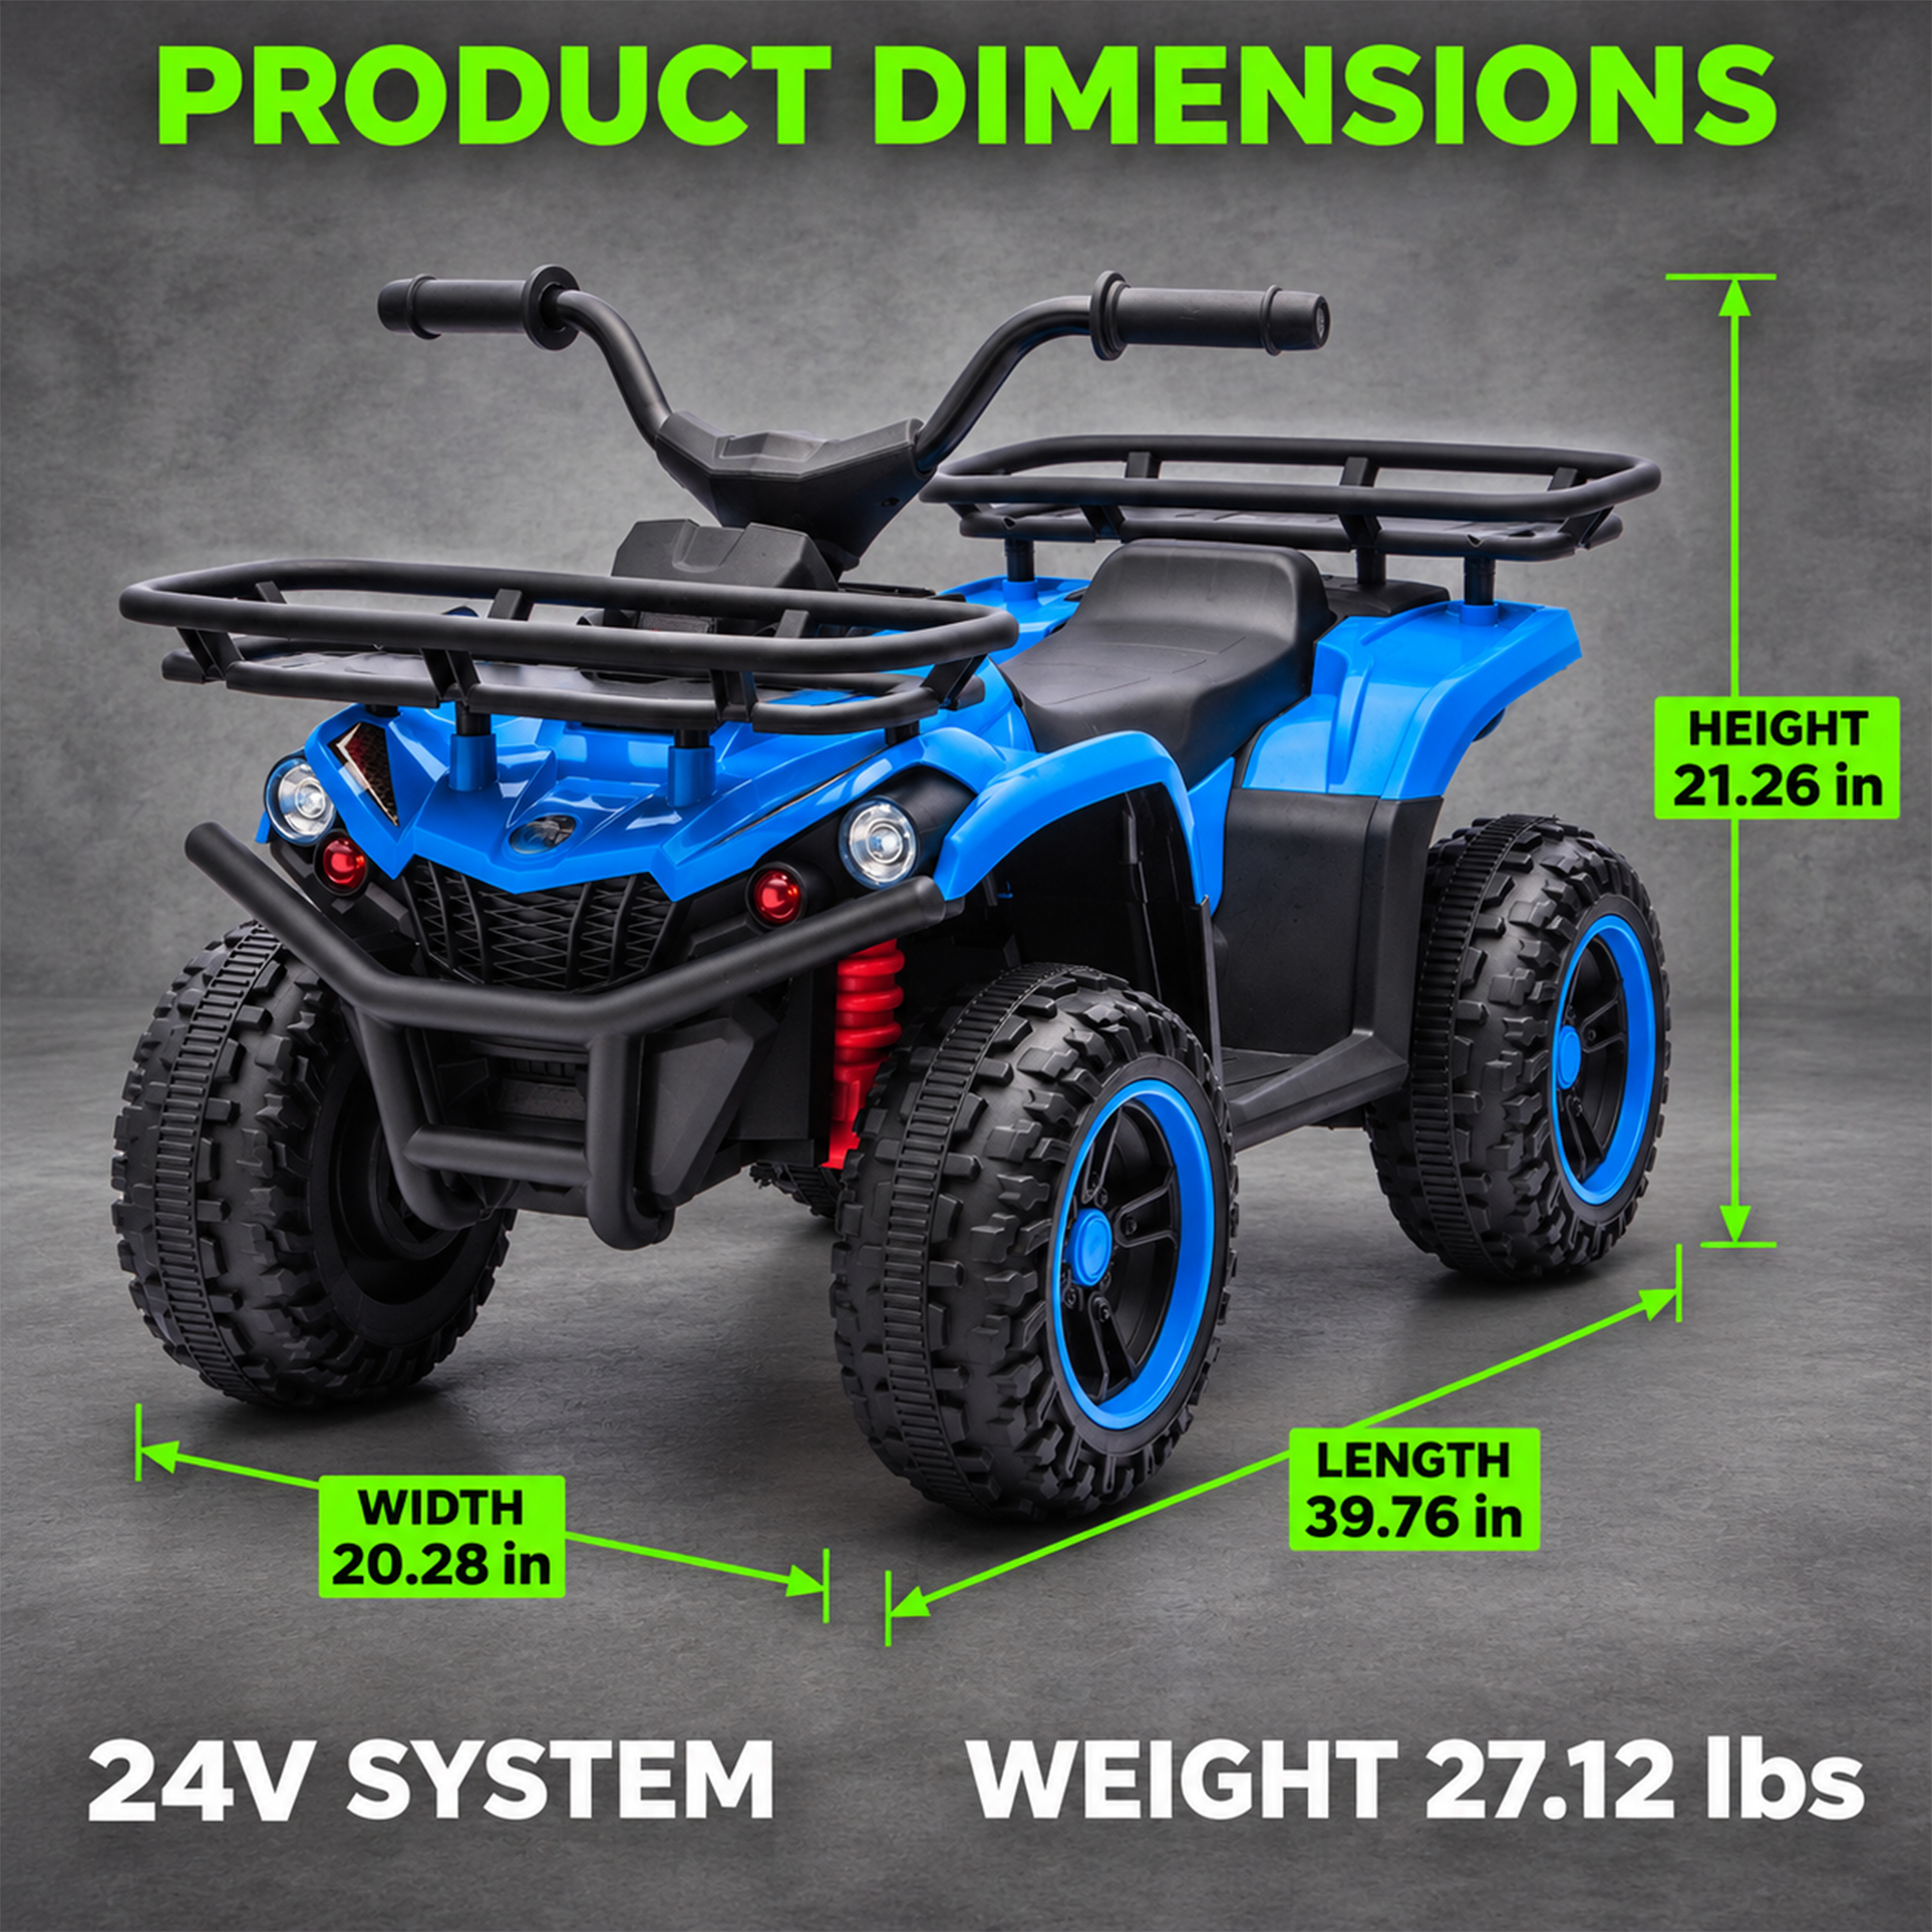 PRODUCT DIMENSIONS
HEIGHT
21.26 in
LENGTH
39.76 in
WIDTH
20.28 in
24V SYSTEM
WEIGHT 27.12 lbs